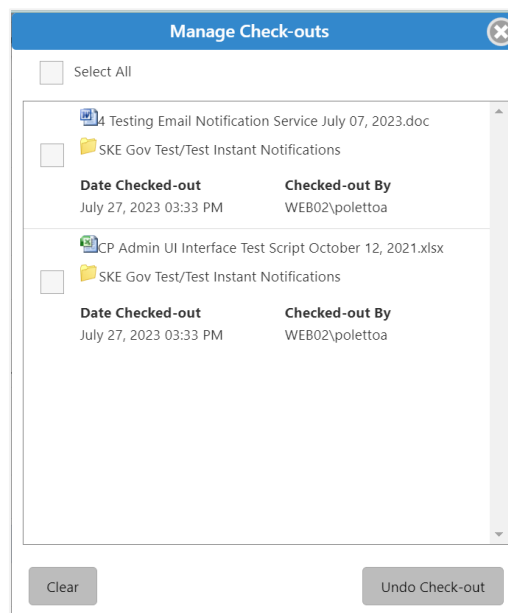 Manage Check-outs
Select All
4 Testing Email Notification Service July 07, 2023.doc
SKE Gov Test/Test Instant Notifications
Date Checked-out Checked-out By
July 27, 2023 03:33 PM WEB02\polettoa
CP Admin UI Interface Test Script October 12, 2021.xlsx
SKE Gov Test/Test Instant Notifications
Date Checked-out Checked-out By
July 27, 2023 03:33 PM WEB02\polettoa
Clear Undo Check-out